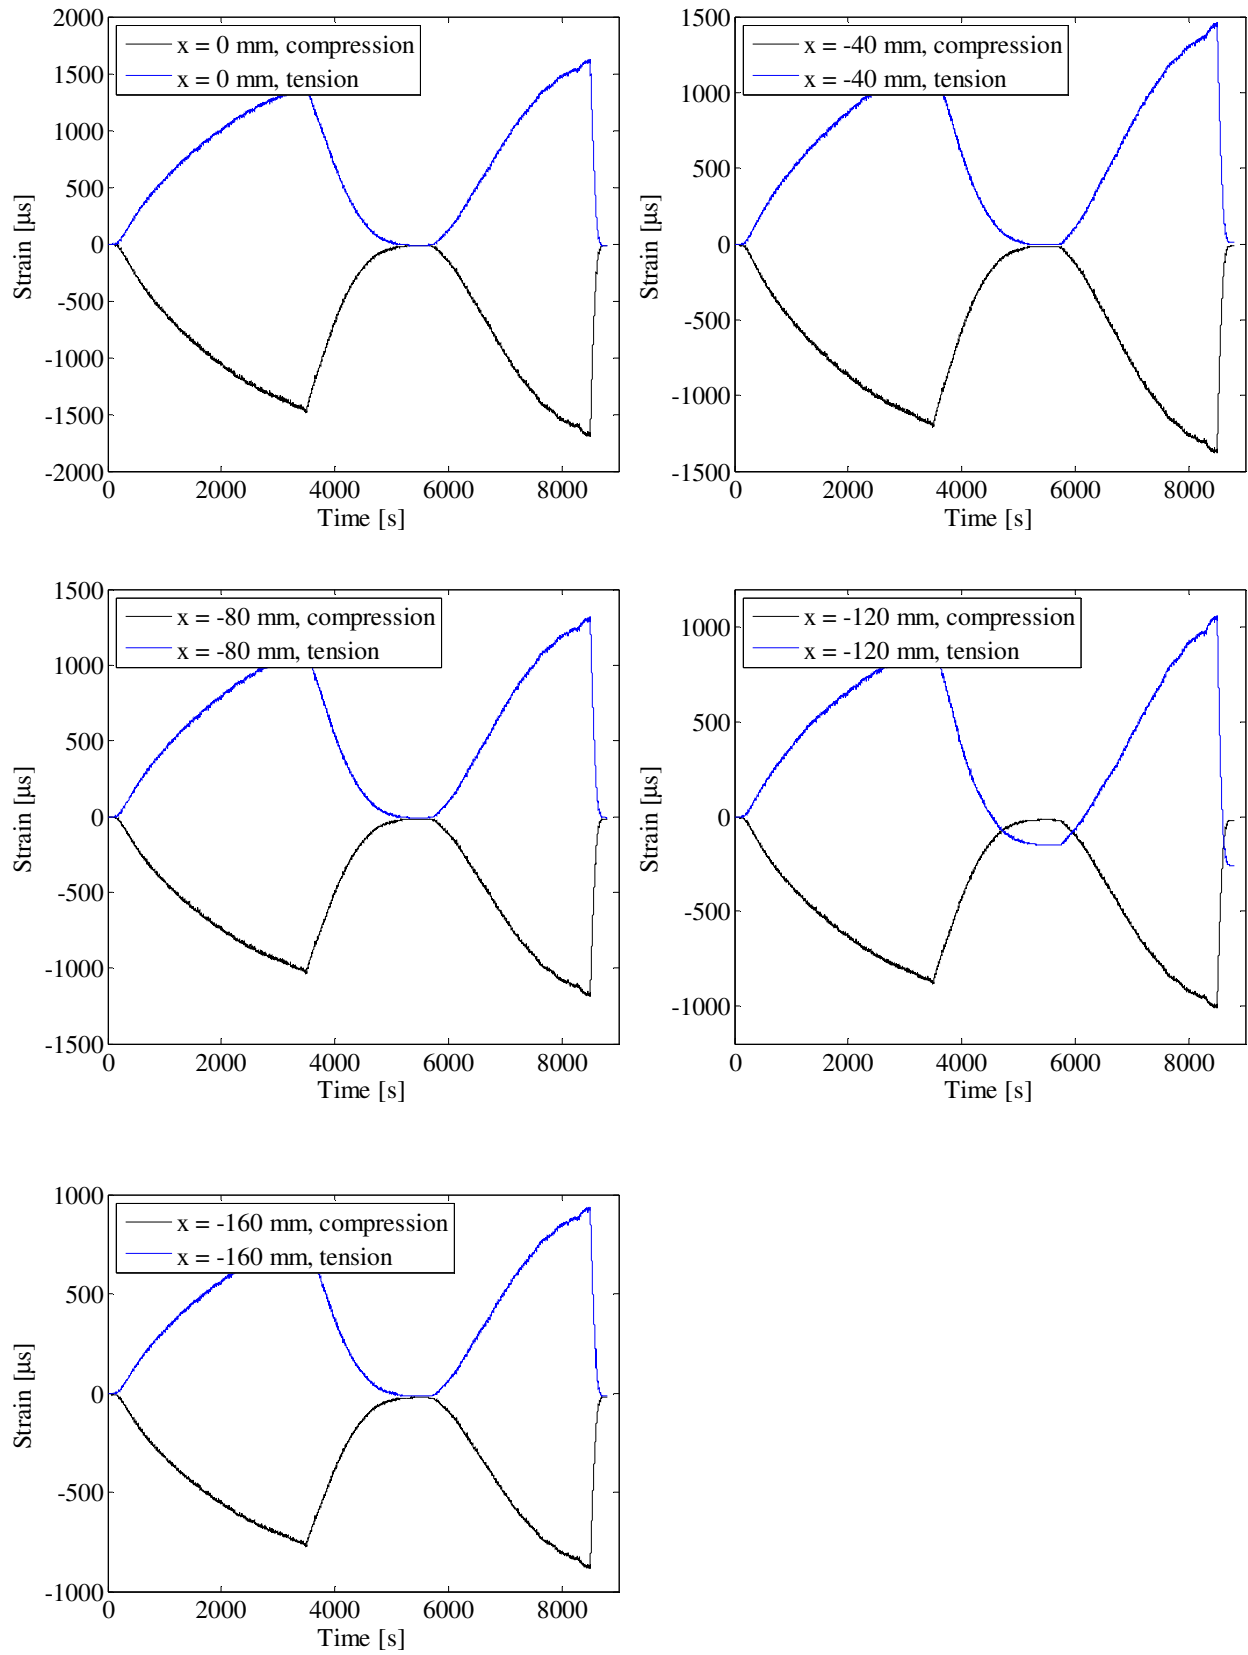 2000
1500
1000
500
0
-500
-1000
-1500
-2000
Strain [µs]
x = 0 mm, compression
x = 0 mm, tension
0 2000 4000 6000 8000
Time [s]
1500
1000
500
0
-500
-1000
-1500
Strain [µs]
x = -40 mm, compression
x = -40 mm, tension
0 2000 4000 6000 8000
Time [s]
1500
1000
500
0
-500
-1000
-1500
Strain [µs]
x = -80 mm, compression
x = -80 mm, tension
0 2000 4000 6000 8000
Time [s]
1000
500
0
-500
-1000
Strain [µs]
x = -120 mm, compression
x = -120 mm, tension
0 2000 4000 6000 8000
Time [s]
1000
500
0
-500
-1000
Strain [µs]
x = -160 mm, compression
x = -160 mm, tension
0 2000 4000 6000 8000
Time [s]